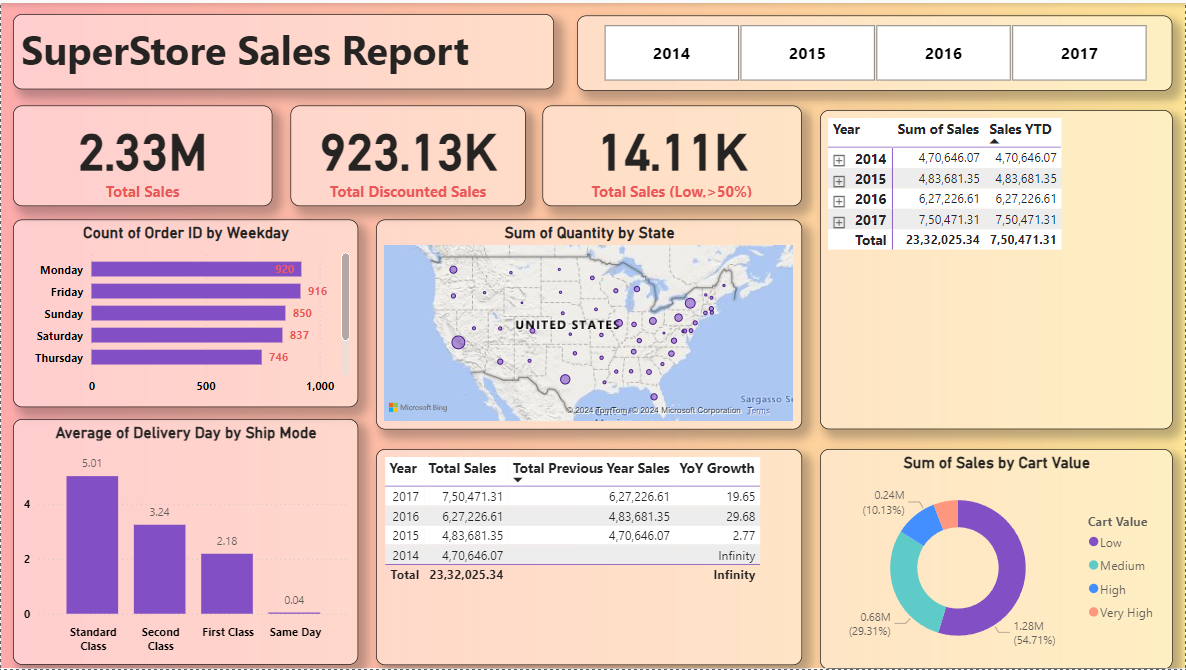 SuperStore Sales Report
2014 2015 2016 2017
2.33M
Total Sales
923.13K
Total Discounted Sales
14.11K
Total Sales (Low,>50%)
Year Sum of Sales Sales YTD
2014 4,70,646.07 4,70,646.07
2015 4,83,681.35 4,83,681.35
2016 6,27,226.61 6,27,226.61
2017 7,50,471.31 7,50,471.31
Total 23,32,025.34 7,50,471.31
Count of Order ID by Weekday
Monday 920
Friday 916
Sunday 850
Saturday 837
Thursday 746
0 500 1,000
Sum of Quantity by State
UNITED STATES
Sargasso
Microsoft Bing
© 2024 TomTom, © 2024 Microsoft Corporation Terms
Average of Delivery Day by Ship Mode
5.01
3.24
2.18
0.04
4
2
0
Standard Class
Second Class
First Class
Same Day
Year Total Sales Total Previous Year Sales YoY Growth
2017 7,50,471.31 6,27,226.61 19.65
2016 6,27,226.61 4,83,681.35 29.68
2015 4,83,681.35 4,70,646.07 2.77
2014 4,70,646.07 Infinity
Total 23,32,025.34 Infinity
Sum of Sales by Cart Value
0.24M
(10.13%)
0.68M
(29.31%)
1.28M
(54.71%)
Cart Value
Low
Medium
High
Very High